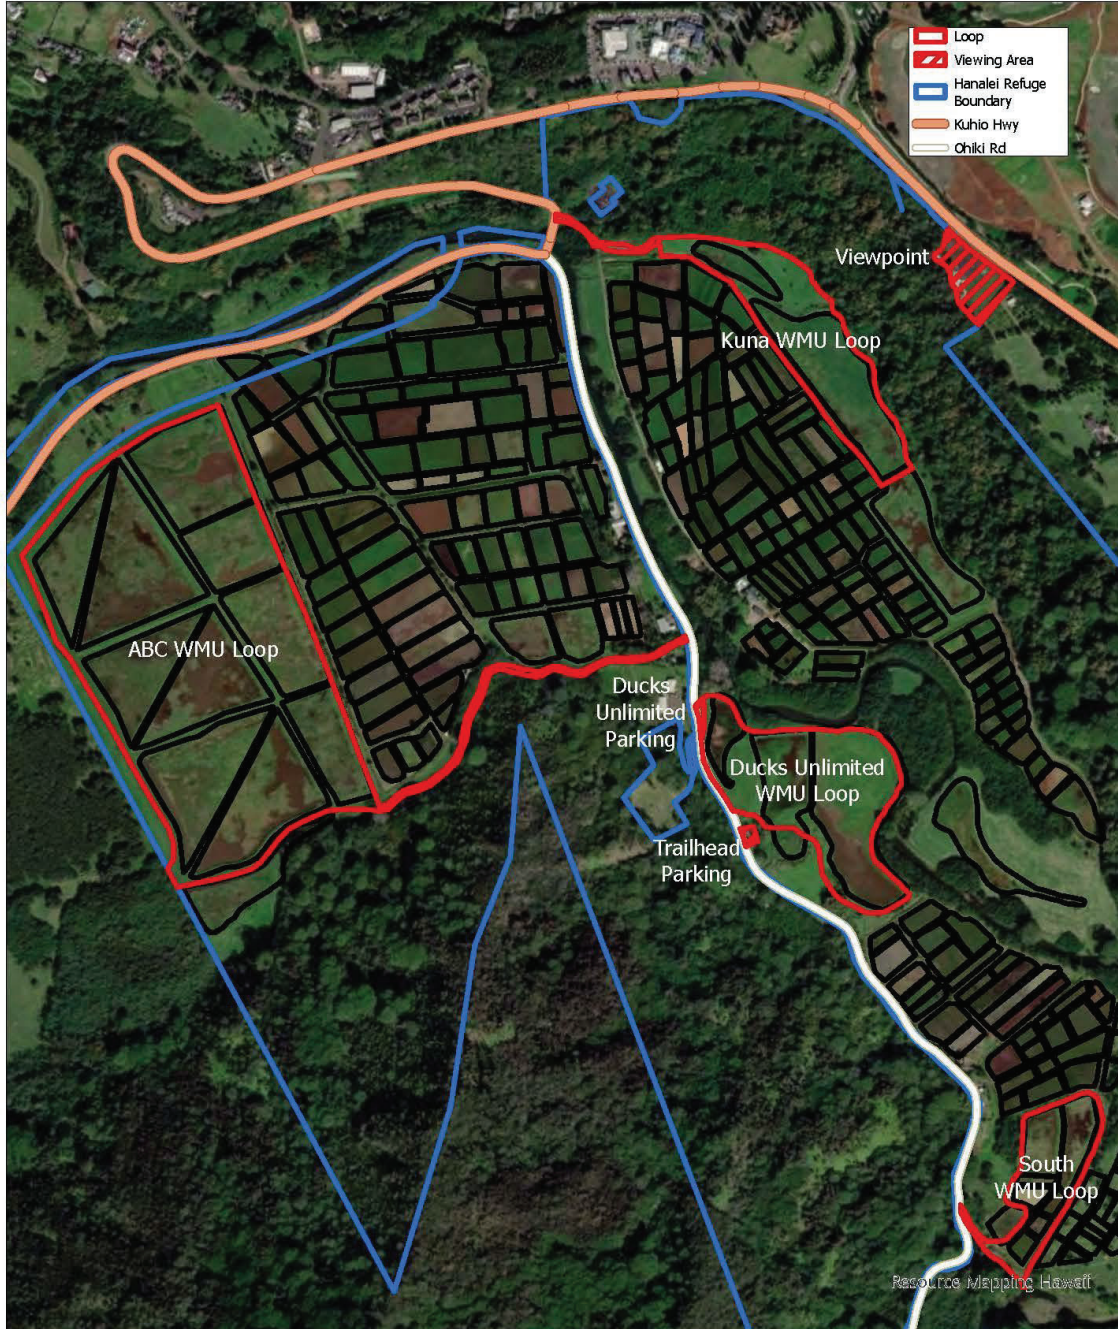 Loop
Viewing Area
Hanalei Refuge
Boundary
Kuhio Hwy
Ohiki Rd
Viewpoint
Kuna WMU Loop
ABC WMU Loop
Ducks
Unlimited
Parking
Ducks Unlimited
WMU Loop
Trailhead
Parking
South
WMU Loop
Resource Mapping Hawaii